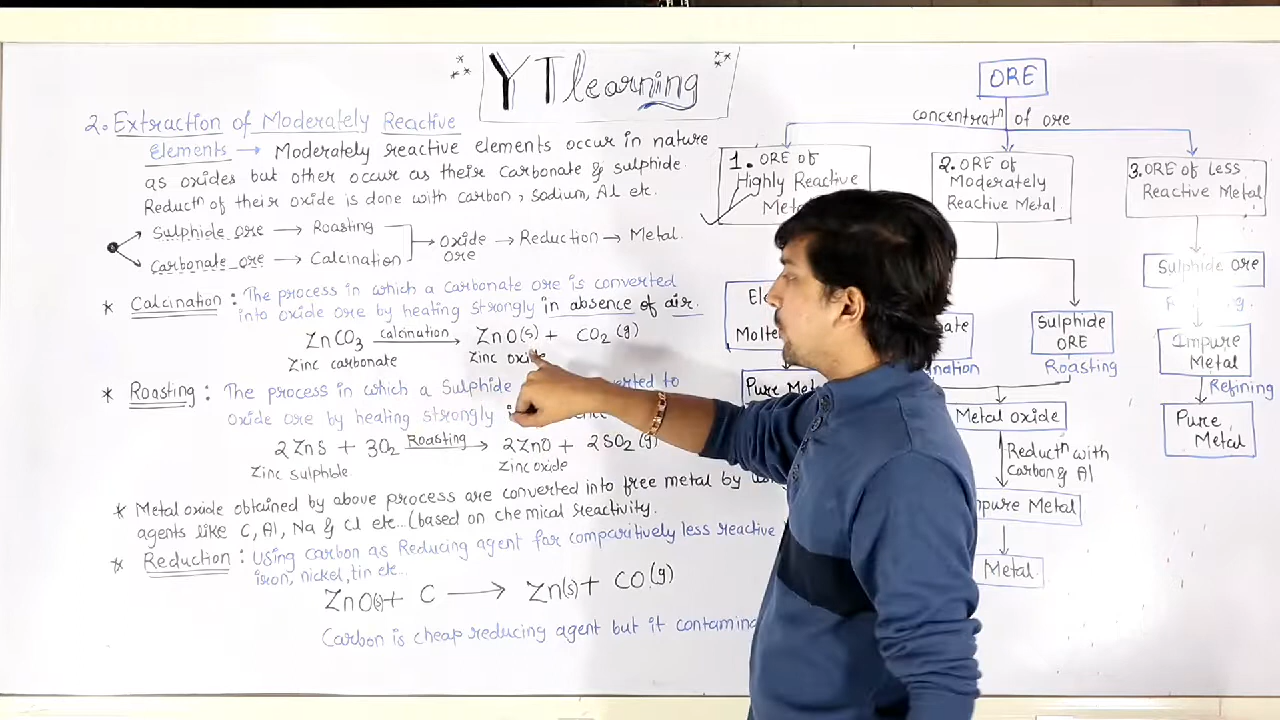 YT learning
2. Extraction of Moderately Reactive
Elements → Moderately reactive elements occur in nature
as oxides but other occur as their carbonate & sulphide.
Reductⁿ of their oxide is done with carbon, Sodium, Al etc.
Sulphide ore → Roasting
Carbonate ore → Calcination
→ oxide ore → Reduction → Metal.
* Calcination : The process in which a carbonate ore is converted
into oxide ore by heating strongly in absence of air.
ZnCO₃ calcination → ZnO(s) + CO₂ (g)
Zinc carbonate Zinc oxide
* Roasting : The process in which a Sulphide to
oxide ore by heating strongly
2ZnS + 3O₂ Roasting → 2ZnO + 2SO₂ (g)
Zinc sulphide Zinc oxide
* Metal oxide obtained by above process are converted into free metal by
agents like C, Al, Na & Cl etc...(based on chemical reactivity.
* Reduction : Using carbon as Reducing agent for comparitively less reactive
iron, nickel, tin etc...
ZnO(s)+ C → Zn(s)+ CO(g)
Carbon is cheap reducing agent but it
ORE
concentratⁿ of ore
1. ORE of
Highly Reactive
2. ORE of
Moderately
Reactive Metal
3. ORE of Less
Reactive Metal
Molte
Pure Met
Sulphide
ORE
Roasting
Metal oxide
Reductⁿ with
Carbon & Al
Metal
Metal
Sulphide ore
Impure
Metal
Refining
Pure
Metal